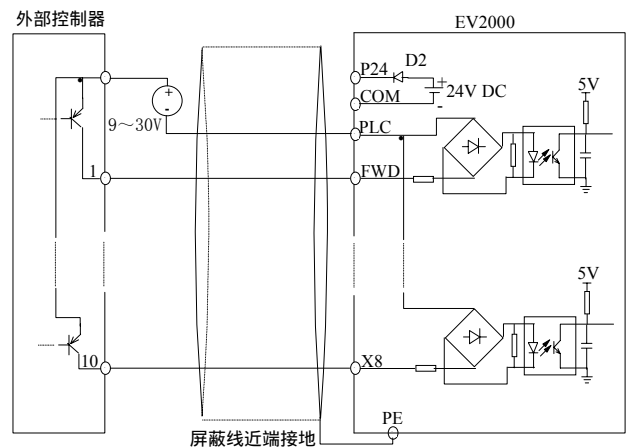 外部控制器
EV2000
P24
D2
+
24V DC
-
COM
5V
+
-
9～30V
PLC
1
FWD
5V
10
X8
PE
屏蔽线近端接地